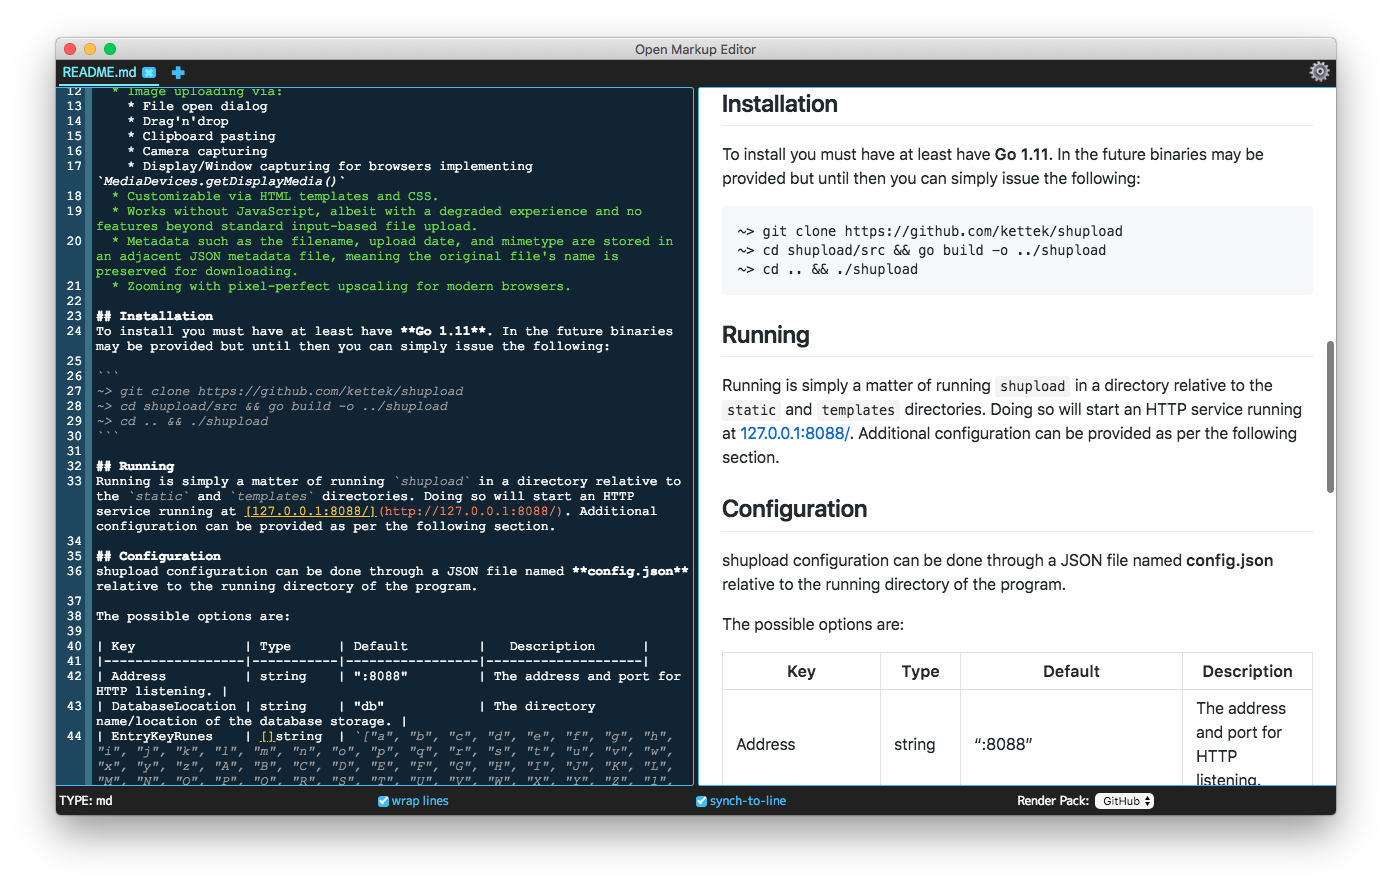 Open Markup Editor
README.md
12   * Image uploading via:
13     * File open dialog
14     * Drag'n'drop
15     * Clipboard pasting
16     * Camera capturing
17     * Display/Window capturing for browsers implementing
`MediaDevices.getDisplayMedia()`
18   * Customizable via HTML templates and CSS.
19   * Works without JavaScript, albeit with a degraded experience and no
features beyond standard input-based file upload.
20   * Metadata such as the filename, upload date, and mimetype are stored in
an adjacent JSON metadata file, meaning the original file's name is
preserved for downloading.
21   * Zooming with pixel-perfect upscaling for modern browsers.
22
23 ## Installation
24 To install you must have at least have **Go 1.11**. In the future binaries
may be provided but until then you can simply issue the following:
25
26 ```
27 ~> git clone https://github.com/kettek/shupload
28 ~> cd shupload/src && go build -o ../shupload
29 ~> cd .. && ./shupload
30 ```
31
32 ## Running
33 Running is simply a matter of running `shupload` in a directory relative to
the `static` and `templates` directories. Doing so will start an HTTP
service running at [127.0.0.1:8088/](http://127.0.0.1:8088/). Additional
configuration can be provided as per the following section.
34
35 ## Configuration
36 shupload configuration can be done through a JSON file named **config.json**
relative to the running directory of the program.
37
38 The possible options are:
39
40 | Key              | Type      | Default         |   Description      |
41 |------------------|-----------|-----------------|--------------------|
42 | Address          | string    | ":8088"         | The address and port for
HTTP listening. |
43 | DatabaseLocation | string    | "db"            | The directory
name/location of the database storage. |
44 | EntryKeyRunes    | []string  | `["a", "b", "c", "d", "e", "f", "g", "h",
"i", "j", "k", "l", "m", "n", "o", "p", "q", "r", "s", "t", "u", "v", "w",
"x", "y", "z", "A", "B", "C", "D", "E", "F", "G", "H", "I", "J", "K", "L",
"M", "N", "O", "P", "Q", "R", "S", "T", "U", "V", "W", "X", "Y", "Z", "1",
Installation
To install you must have at least have Go 1.11. In the future binaries may be
provided but until then you can simply issue the following:
~> git clone https://github.com/kettek/shupload
~> cd shupload/src && go build -o ../shupload
~> cd .. && ./shupload
Running
Running is simply a matter of running shupload in a directory relative to the
static and templates directories. Doing so will start an HTTP service running
at 127.0.0.1:8088/. Additional configuration can be provided as per the following
section.
Configuration
shupload configuration can be done through a JSON file named config.json
relative to the running directory of the program.
The possible options are:
Key Type Default Description
Address string “:8088” The address
and port for
HTTP
listening.
TYPE: md wrap lines synch-to-line Render Pack: GitHub